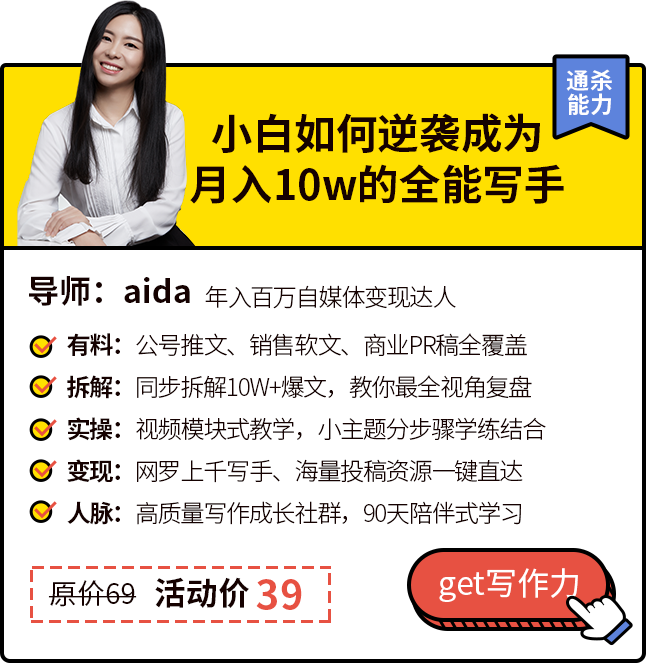 通杀
能力
小白如何逆袭成为
月入10w的全能写手
导师：aida 年入百万自媒体变现达人
有料：公号推文、销售软文、商业PR稿全覆盖
拆解：同步拆解10W+爆文，教你最全视角复盘
实操：视频模块式教学，小主题分步骤学练结合
变现：网罗上千写手、海量投稿资源一键直达
人脉：高质量写作成长社群，90天陪伴式学习
原价69 活动价39
get写作力